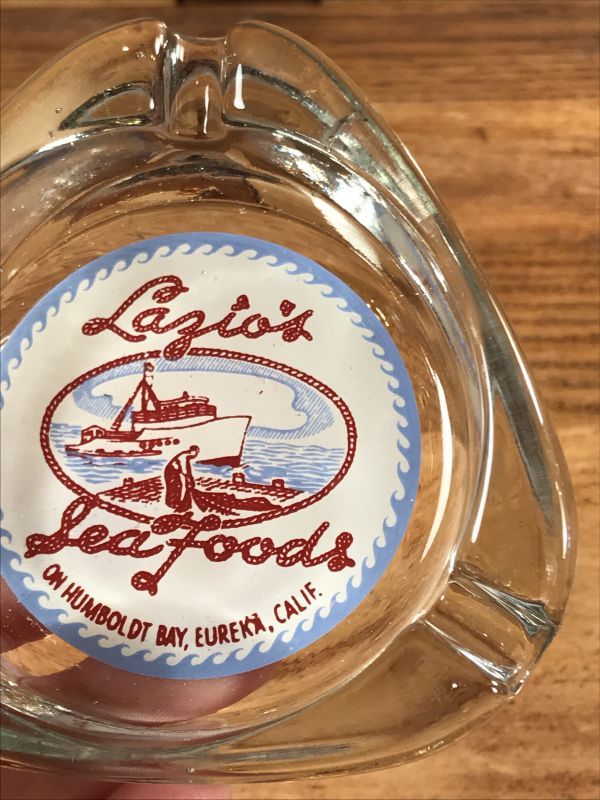 Lazio's
Sea foods
ON HUMBOLDT BAY, EUREKA, CALIF.